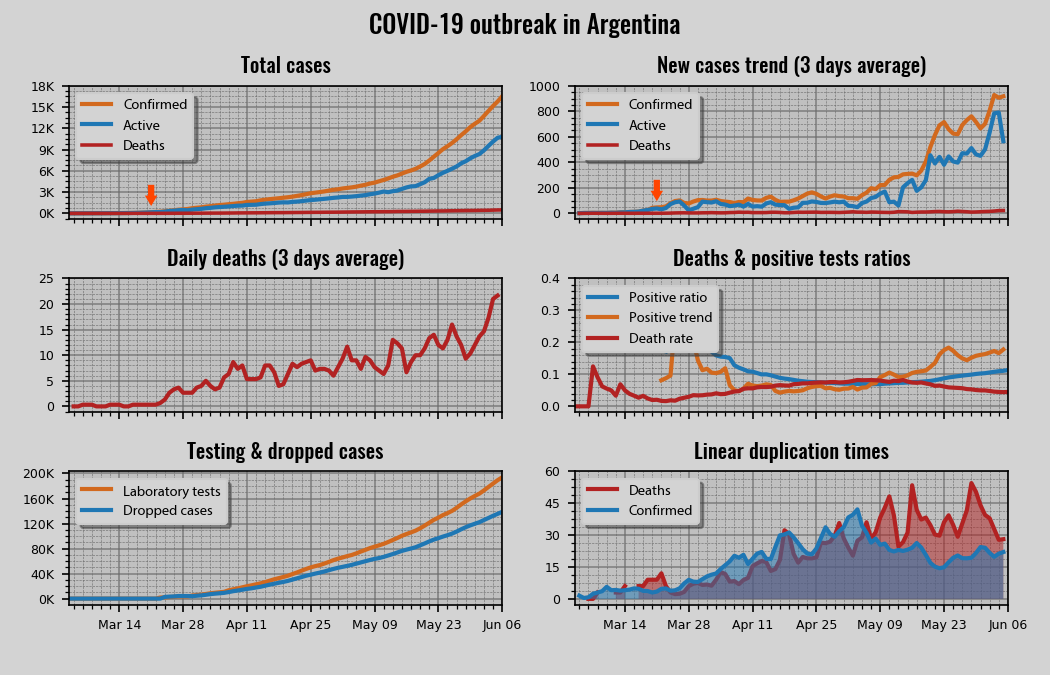 COVID-19 outbreak in Argentina
Total cases
18K
15K
12K
9K
6K
3K
0K
Confirmed
Active
Deaths
New cases trend (3 days average)
1000
800
600
400
200
0
Confirmed
Active
Deaths
Daily deaths (3 days average)
25
20
15
10
5
0
Deaths & positive tests ratios
0.4
0.3
0.2
0.1
0.0
Positive ratio
Positive trend
Death rate
Testing & dropped cases
200K
160K
120K
80K
40K
0K
Laboratory tests
Dropped cases
Mar 14 Mar 28 Apr 11 Apr 25 May 09 May 23 Jun 06
Linear duplication times
60
45
30
15
0
Deaths
Confirmed
Mar 14 Mar 28 Apr 11 Apr 25 May 09 May 23 Jun 06